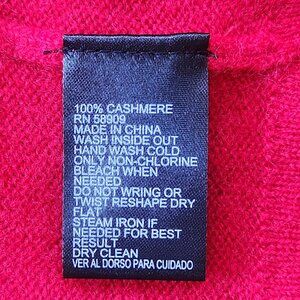 100% CASHMERE
RN 58909
MADE IN CHINA
WASH INSIDE OUT
HAND WASH COLD
ONLY NON-CHLORINE
BLEACH WHEN
NEEDED
DO NOT WRING OR
TWIST RESHAPE DRY
FLAT
STEAM IRON IF
NEEDED FOR BEST
RESULT
DRY CLEAN
VER AL DORSO PARA CUIDADO